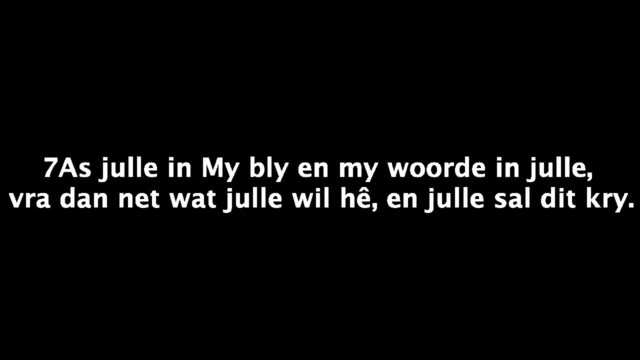 7As julle in My bly en my woorde in julle,
vra dan net wat julle wil hê, en julle sal dit kry.